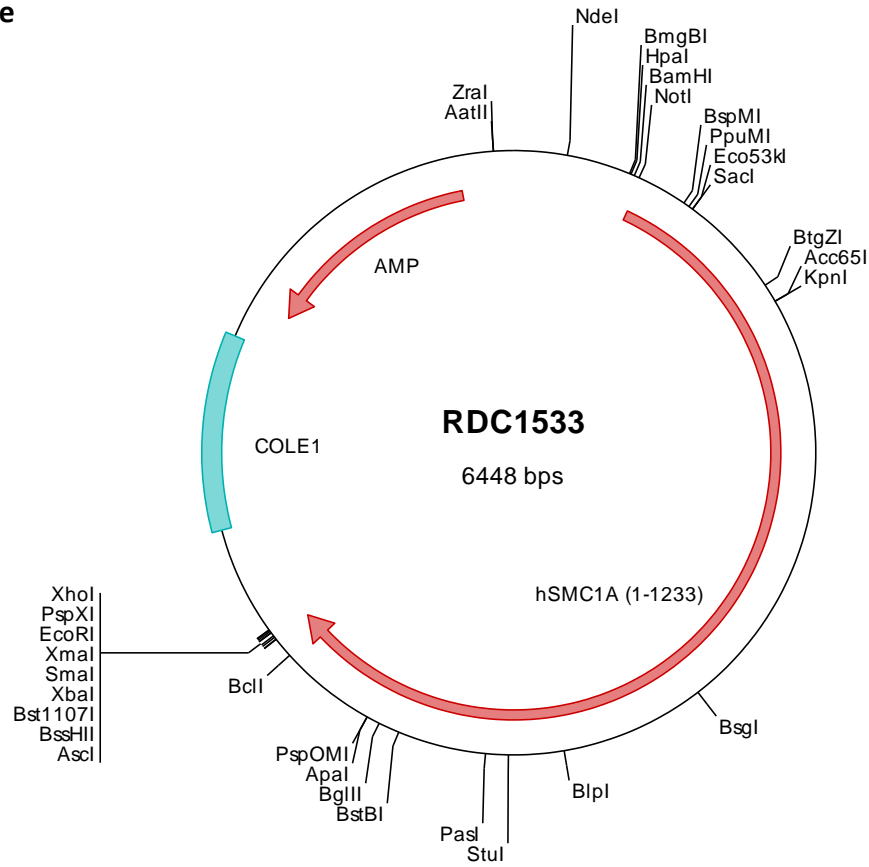 e
NdeI
BmgBI
HpaI
BamHI
NotI
ZraI
AatII
BspMI
PpuMI
Eco53kI
SacI
BtgZI
Acc65I
KpnI
AMP
RDC1533
6448 bps
COLE1
hSMC1A (1-1233)
XhoI
PspXI
EcoRI
XmaI
SmaI
XbaI
Bst1107I
BssHII
AscI
BclI
PspOMI
ApaI
BglII
BstBI
PasI
StuI
BlpI
BsgI